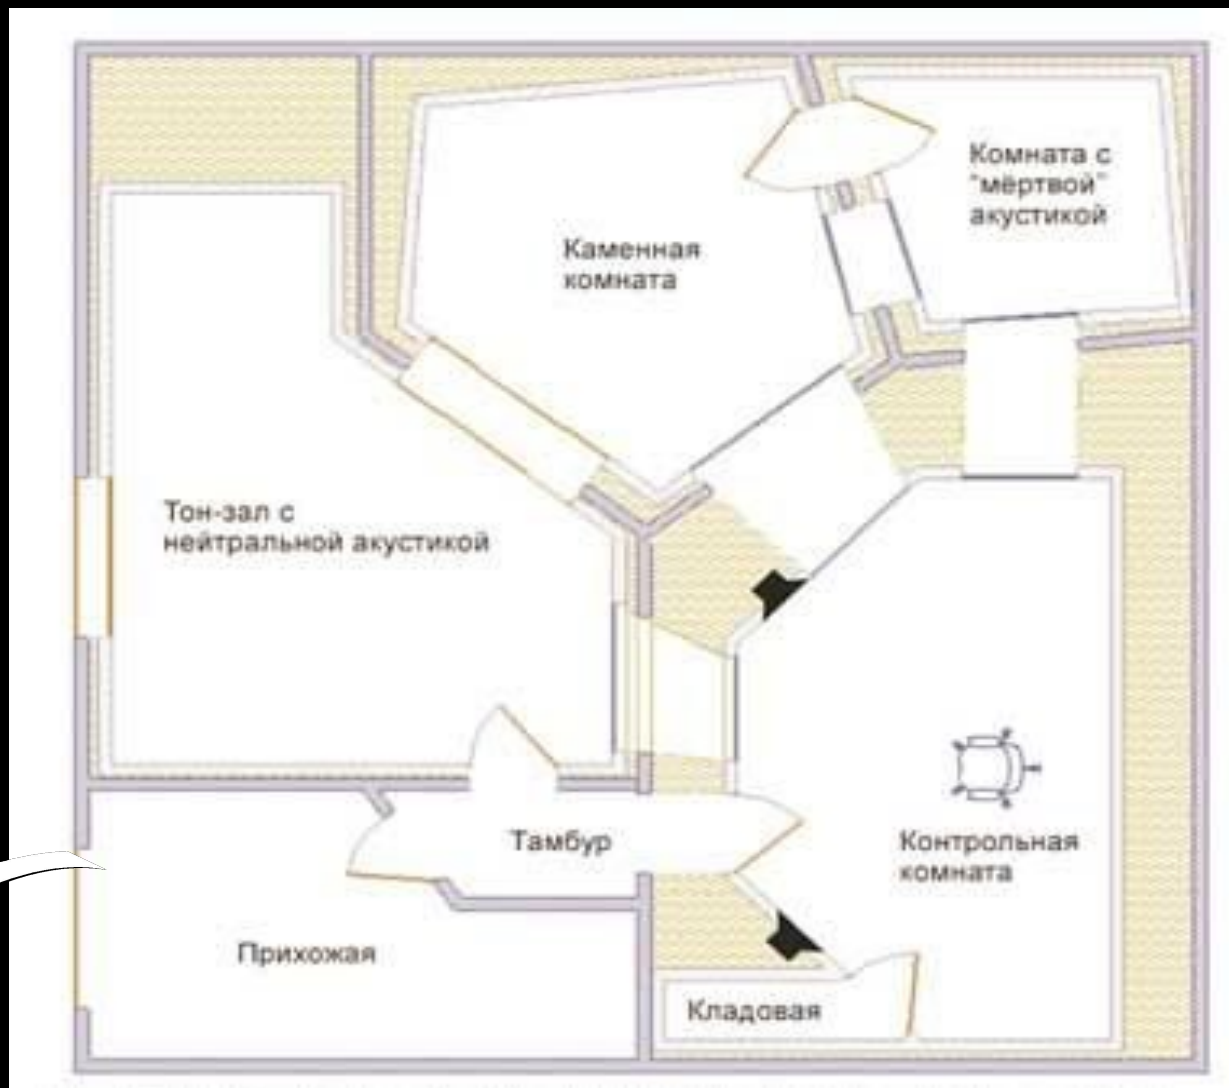 Комната с
"мёртвой"
акустикой
Каменная
комната
Тон-зал с
нейтральной акустикой
Тамбур
Контрольная
комната
Прихожая
Кладовая